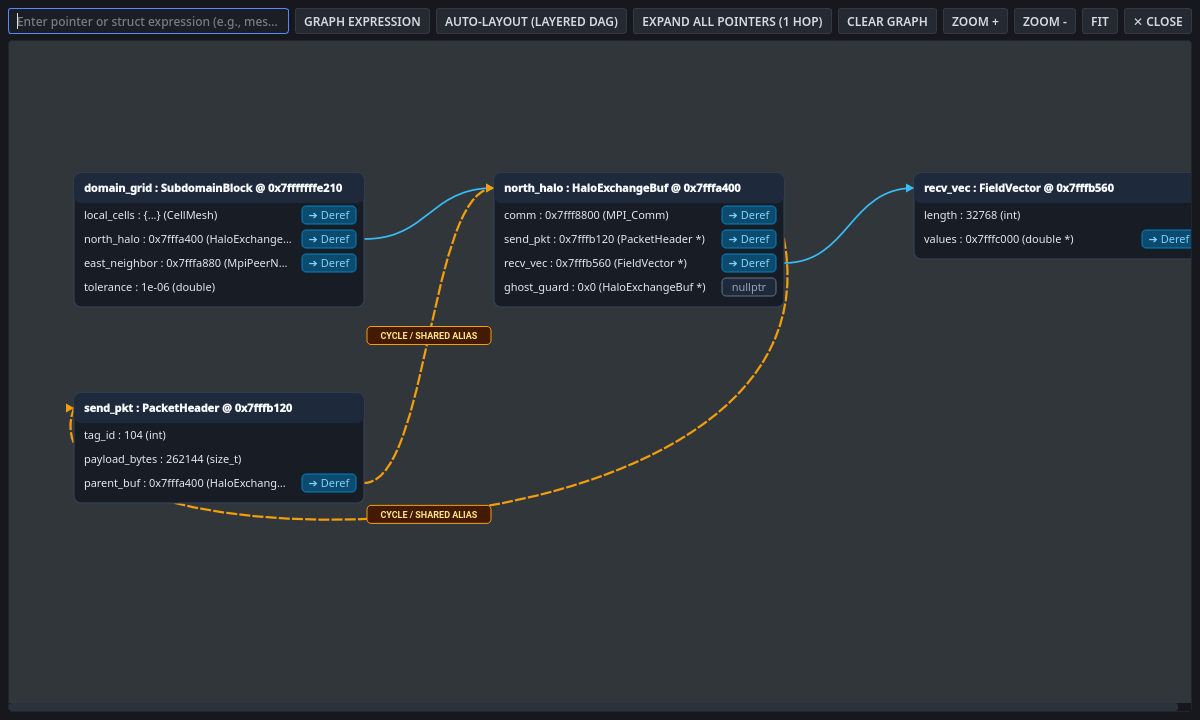 Enter pointer or struct expression (e.g., mes...
GRAPH EXPRESSION
AUTO-LAYOUT (LAYERED DAG)
EXPAND ALL POINTERS (1 HOP)
CLEAR GRAPH
ZOOM +
ZOOM -
FIT
✕ CLOSE
domain_grid : SubdomainBlock @ 0x7fffffffe210
local_cells : {...} (CellMesh)
➔ Deref
north_halo : 0x7fffa400 (HaloExchange...
➔ Deref
east_neighbor : 0x7fffa880 (MpiPeerN...
➔ Deref
tolerance : 1e-06 (double)
north_halo : HaloExchangeBuf @ 0x7fffa400
comm : 0x7fff8800 (MPI_Comm)
➔ Deref
send_pkt : 0x7fffb120 (PacketHeader *)
➔ Deref
recv_vec : 0x7fffb560 (FieldVector *)
➔ Deref
ghost_guard : 0x0 (HaloExchangeBuf *)
nullptr
recv_vec : FieldVector @ 0x7fffb560
length : 32768 (int)
values : 0x7fffc000 (double *)
➔ Deref
CYCLE / SHARED ALIAS
send_pkt : PacketHeader @ 0x7fffb120
tag_id : 104 (int)
payload_bytes : 262144 (size_t)
parent_buf : 0x7fffa400 (HaloExchang...
➔ Deref
CYCLE / SHARED ALIAS